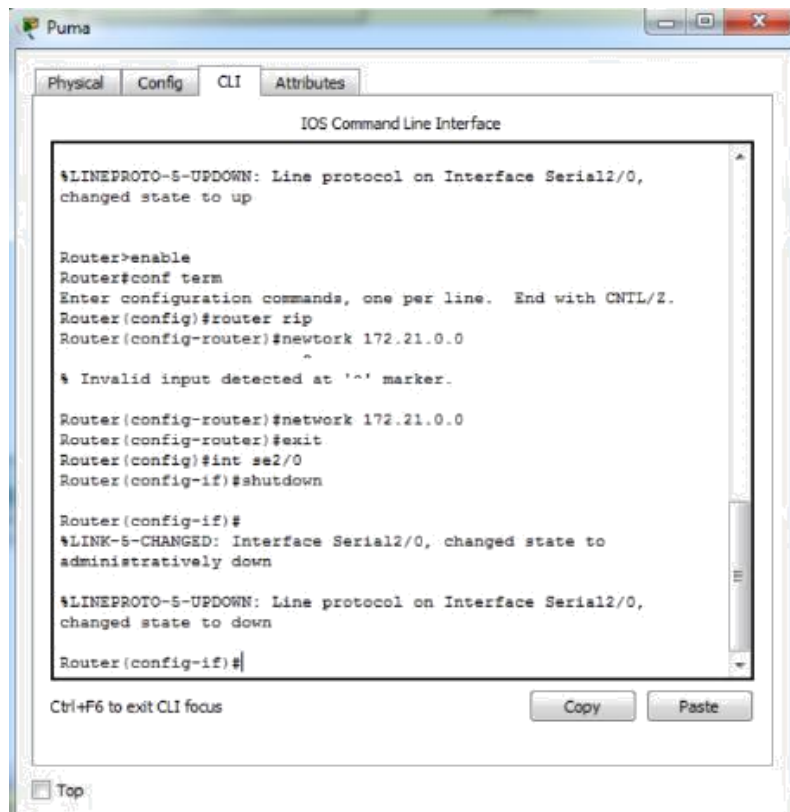 Puma
Physical Config CLI Attributes
IOS Command Line Interface
%LINEPROTO-5-UPDOWN: Line protocol on Interface Serial2/0,
changed state to up
Router>enable
Router#conf term
Enter configuration commands, one per line.  End with CNTL/Z.
Router(config)#router rip
Router(config-router)#newtork 172.21.0.0
^
% Invalid input detected at '^' marker.
Router(config-router)#network 172.21.0.0
Router(config-router)#exit
Router(config)#int se2/0
Router(config-if)#shutdown
Router(config-if)#
%LINK-5-CHANGED: Interface Serial2/0, changed state to
administratively down
%LINEPROTO-5-UPDOWN: Line protocol on Interface Serial2/0,
changed state to down
Router(config-if)#
Ctrl+F6 to exit CLI focus Copy Paste
Top